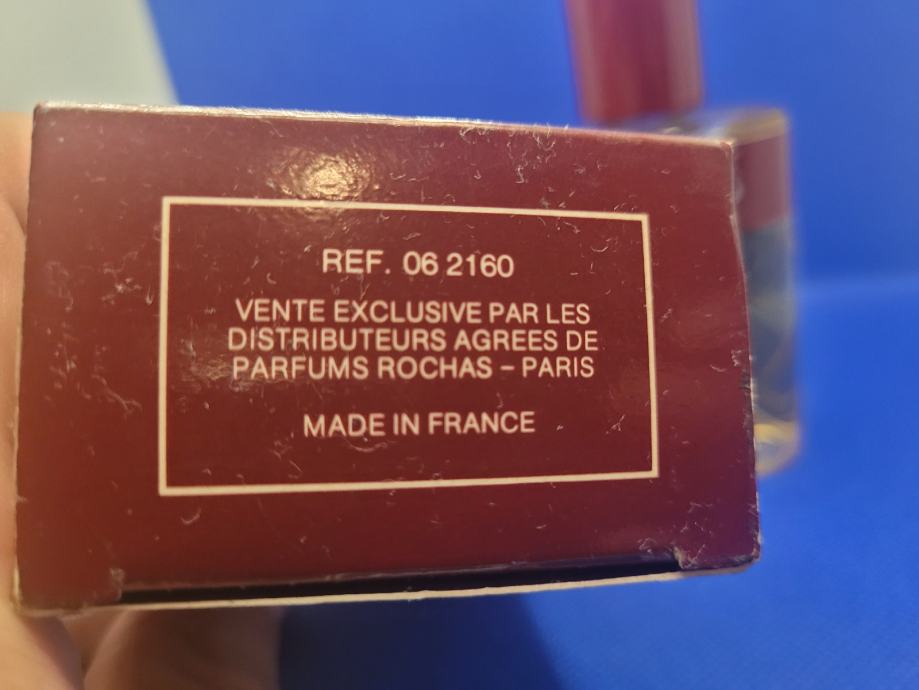 REF. 06 2160
VENTE EXCLUSIVE PAR LES
DISTRIBUTEURS AGREES DE
PARFUMS ROCHAS – PARIS
MADE IN FRANCE